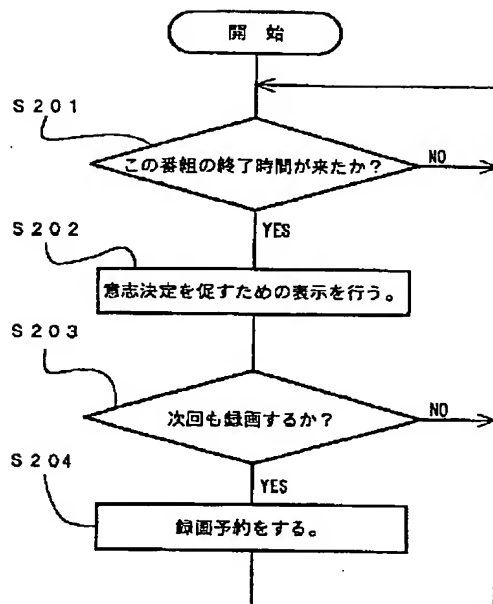 開 始
S201
この番組の終了時間が来たか?
NO
YES
S202
意志決定を促すための表示を行う。
S203
次回も録画するか?
NO
S204
YES
録画予約をする。